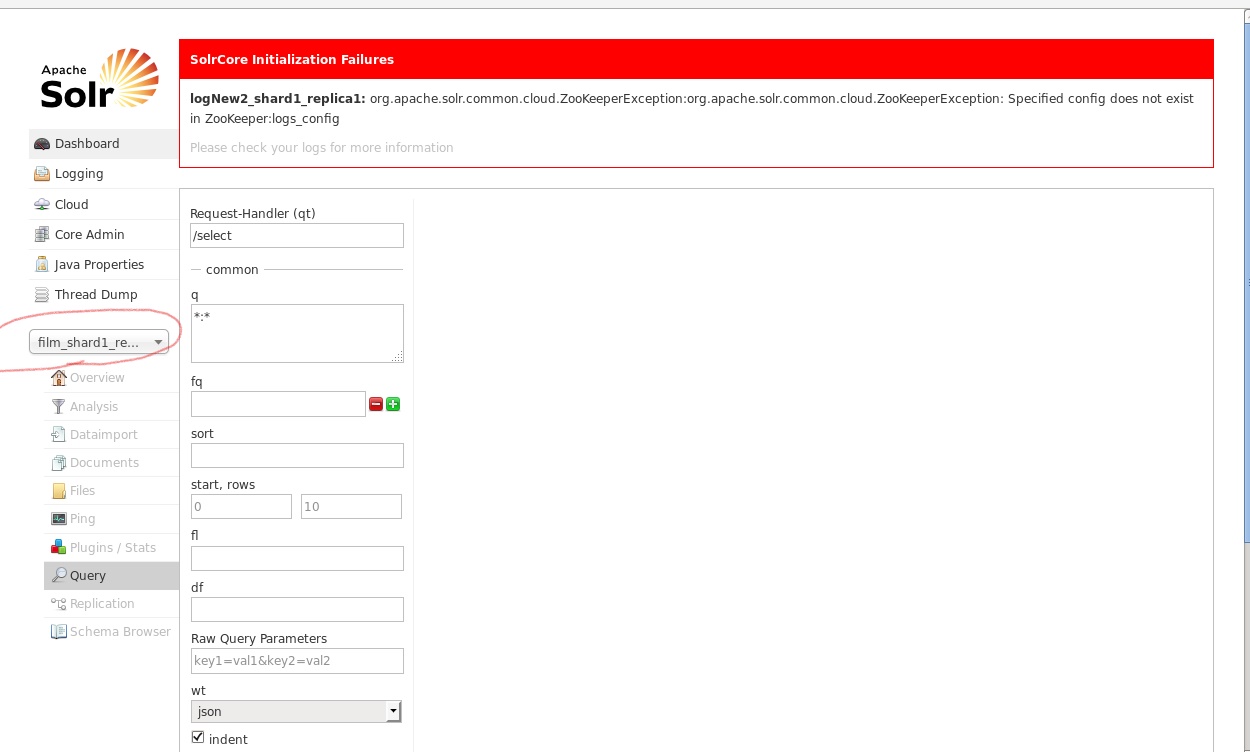 Apache
Solr
SolrCore Initialization Failures
logNew2_shard1_replica1: org.apache.solr.common.cloud.ZooKeeperException:org.apache.solr.common.cloud.ZooKeeperException: Specified config does not exist
in ZooKeeper:logs_config
Please check your logs for more information
Dashboard
Logging
Cloud
Core Admin
Java Properties
Thread Dump
film_shard1_re...
Overview
Analysis
Dataimport
Documents
Files
Ping
Plugins / Stats
Query
Replication
Schema Browser
Request-Handler (qt)
/select
common
q
*:*
fq
sort
start, rows
0 10
fl
df
Raw Query Parameters
key1=val1&key2=val2
wt
json
indent